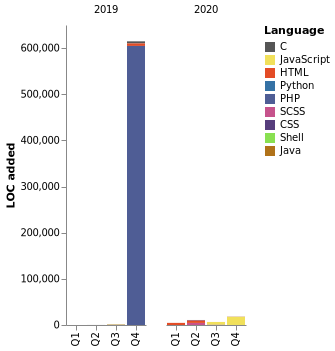 2019 2020
Language
C
JavaScript
HTML
Python
PHP
SCSS
CSS
Shell
Java
LOC added
600,000
500,000
400,000
300,000
200,000
100,000
0
Q1 Q2 Q3 Q4 Q1 Q2 Q3 Q4